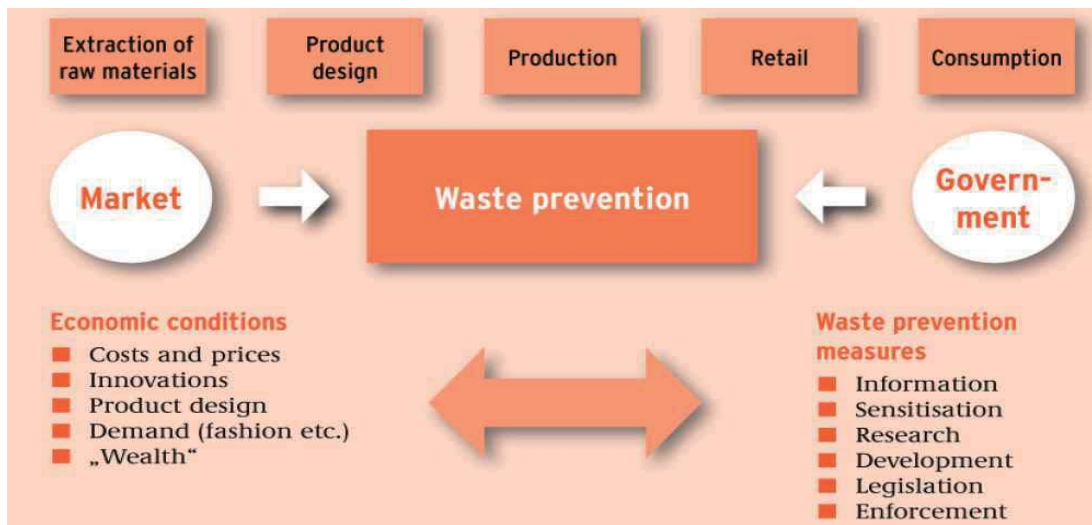 Extraction of
raw materials
Product
design
Production
Retail
Consumption
Market
Waste prevention
Govern-
ment
Economic conditions
Costs and prices
Innovations
Product design
Demand (fashion etc.)
„Wealth“
Waste prevention
measures
Information
Sensitisation
Research
Development
Legislation
Enforcement